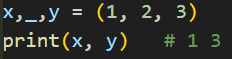 x,_,y = (1, 2, 3)
print(x, y)   # 1 3